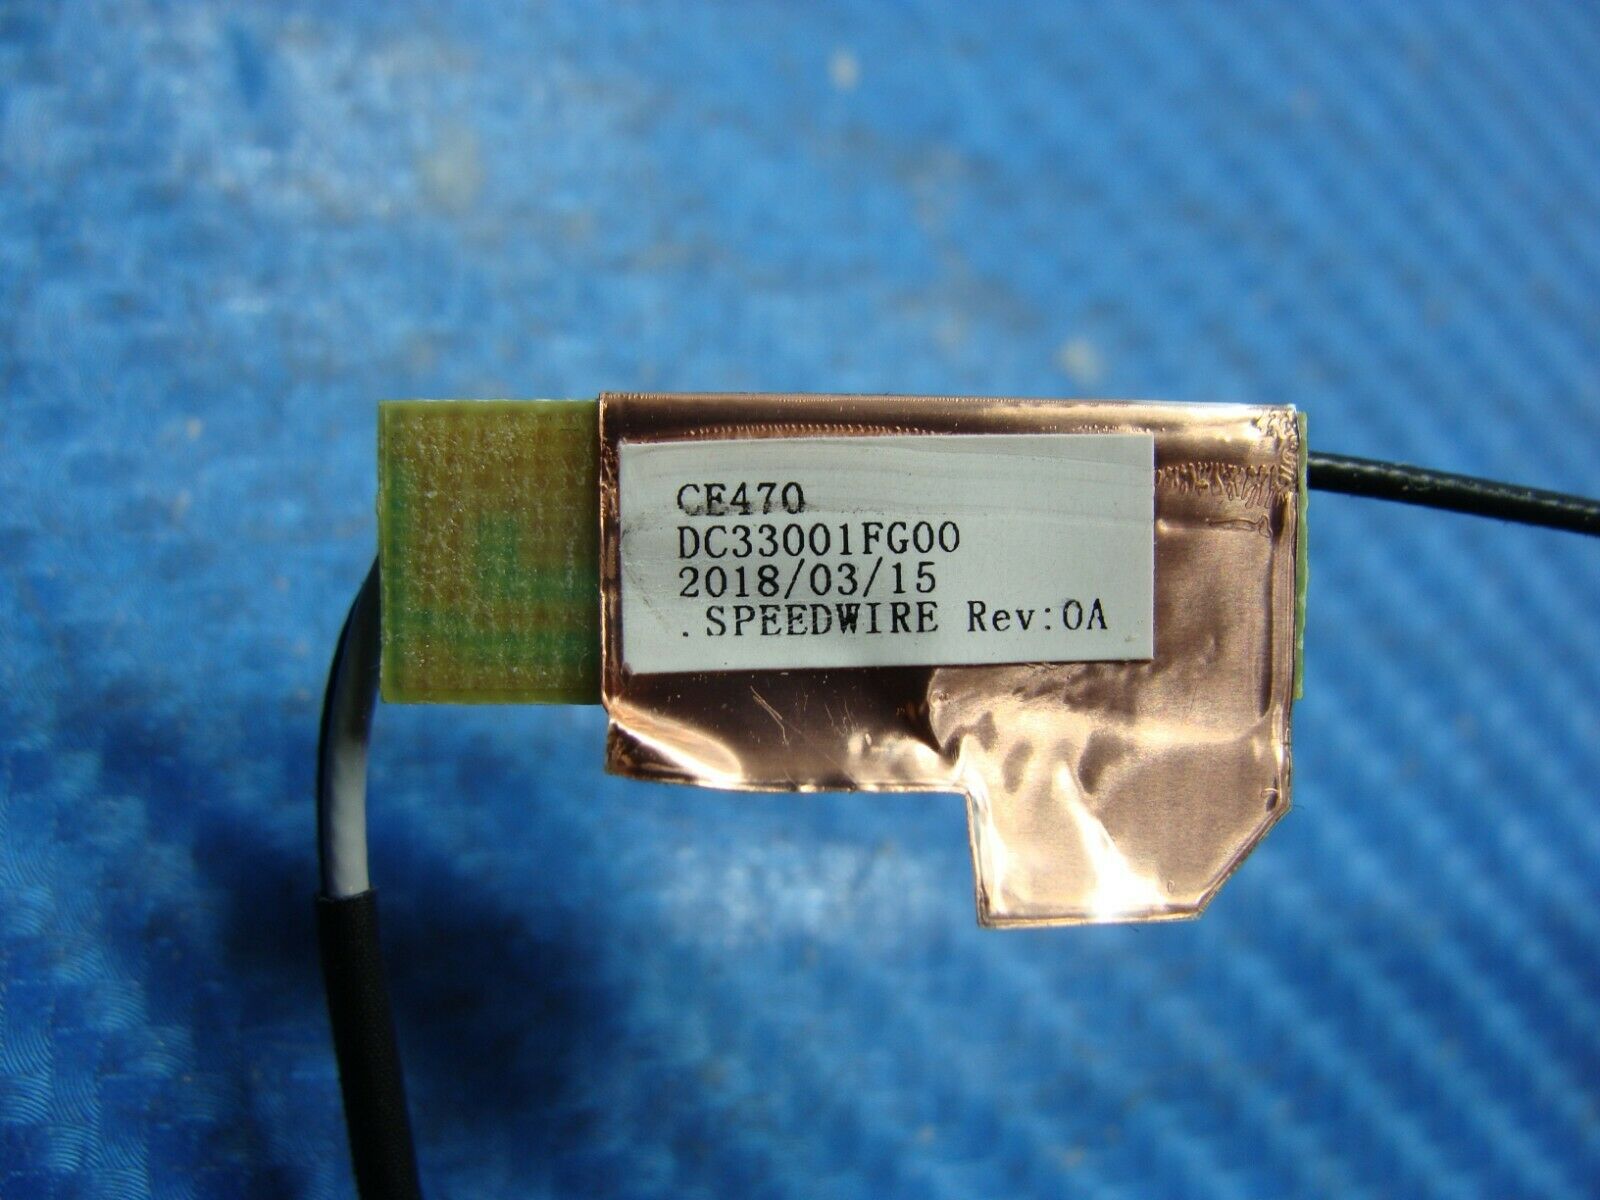 CE470
DC33001FG00
2018/03/15
.SPEEDWIRE Rev:0A